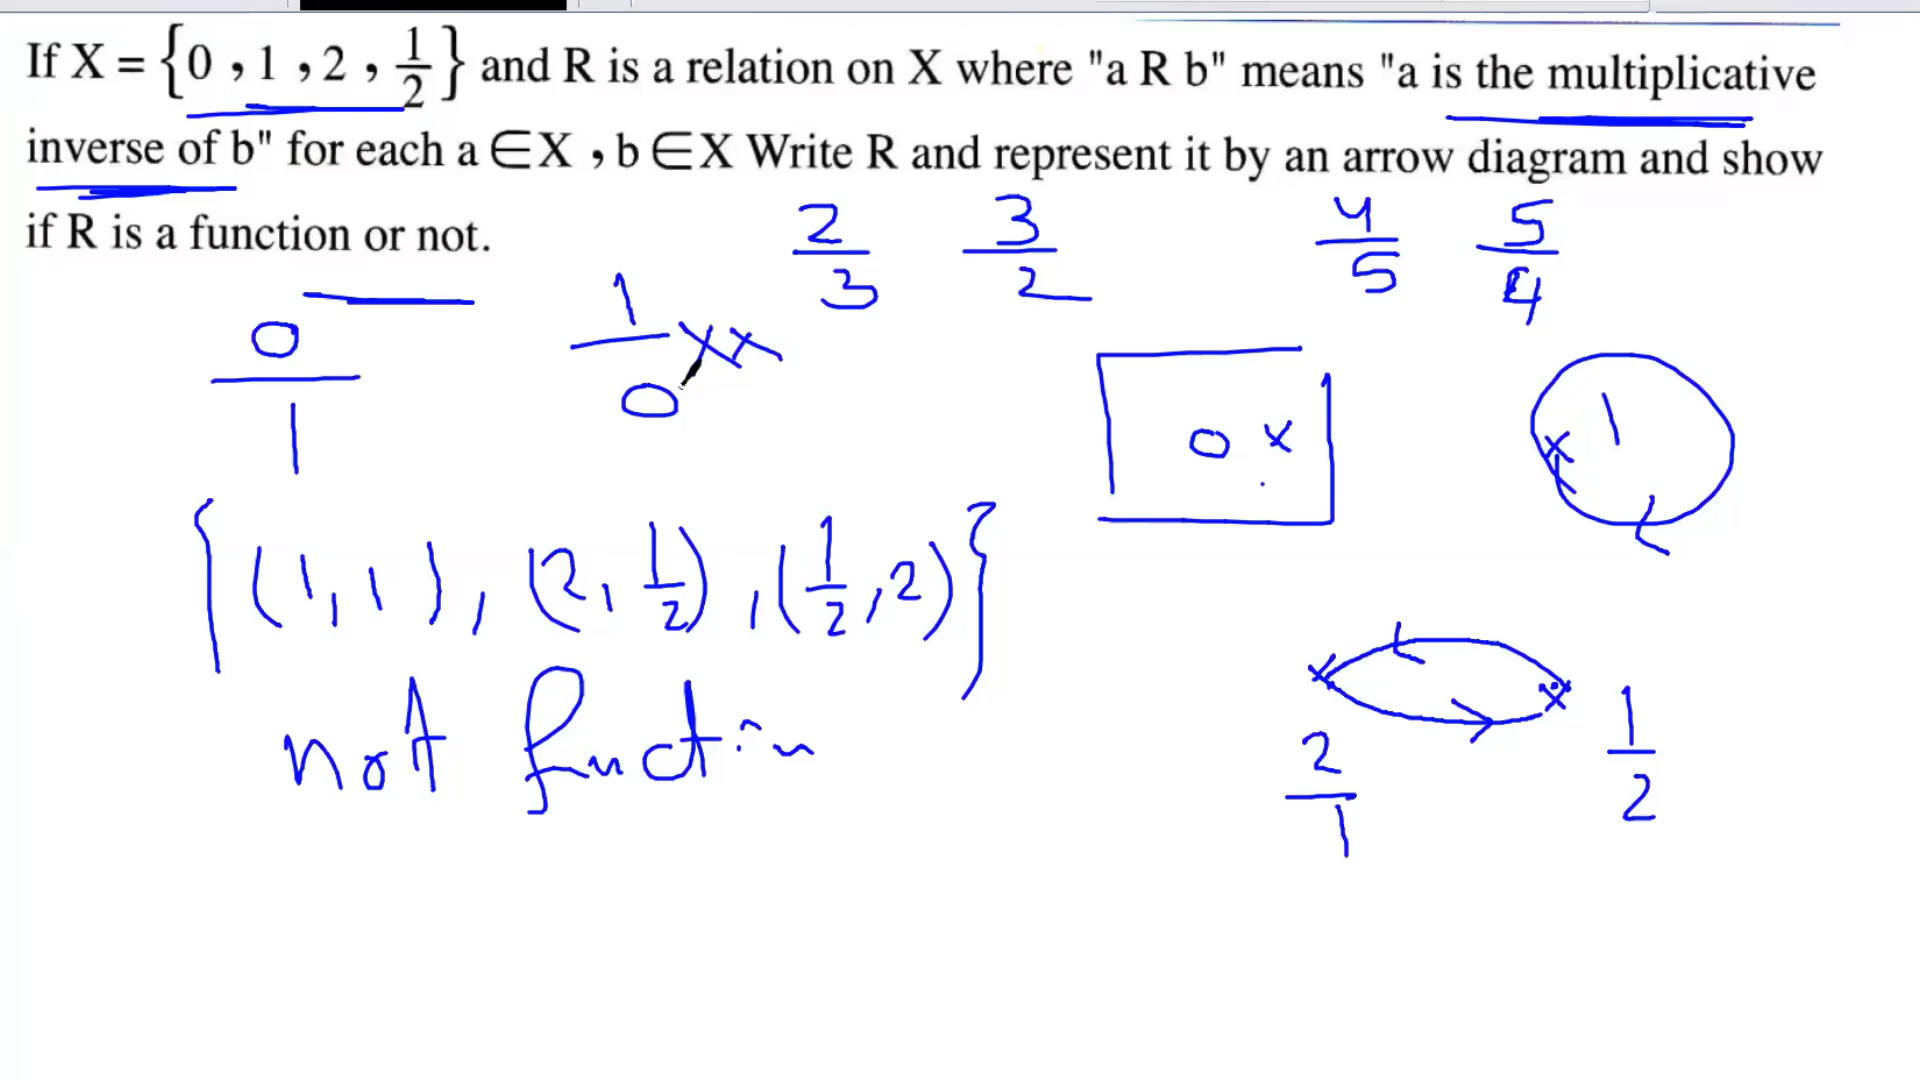 If X = {0 , 1 , 2 , 1/2} and R is a relation on X where "a R b" means "a is the multiplicative
inverse of b" for each a ∈ X , b ∈ X Write R and represent it by an arrow diagram and show
if R is a function or not.
2/3 3/2 4/5 5/4
0/1 1/0 xx
0 x 1 x
{(1,1), (2, 1/2), (1/2, 2)}
x x
not function
2/1 1/2